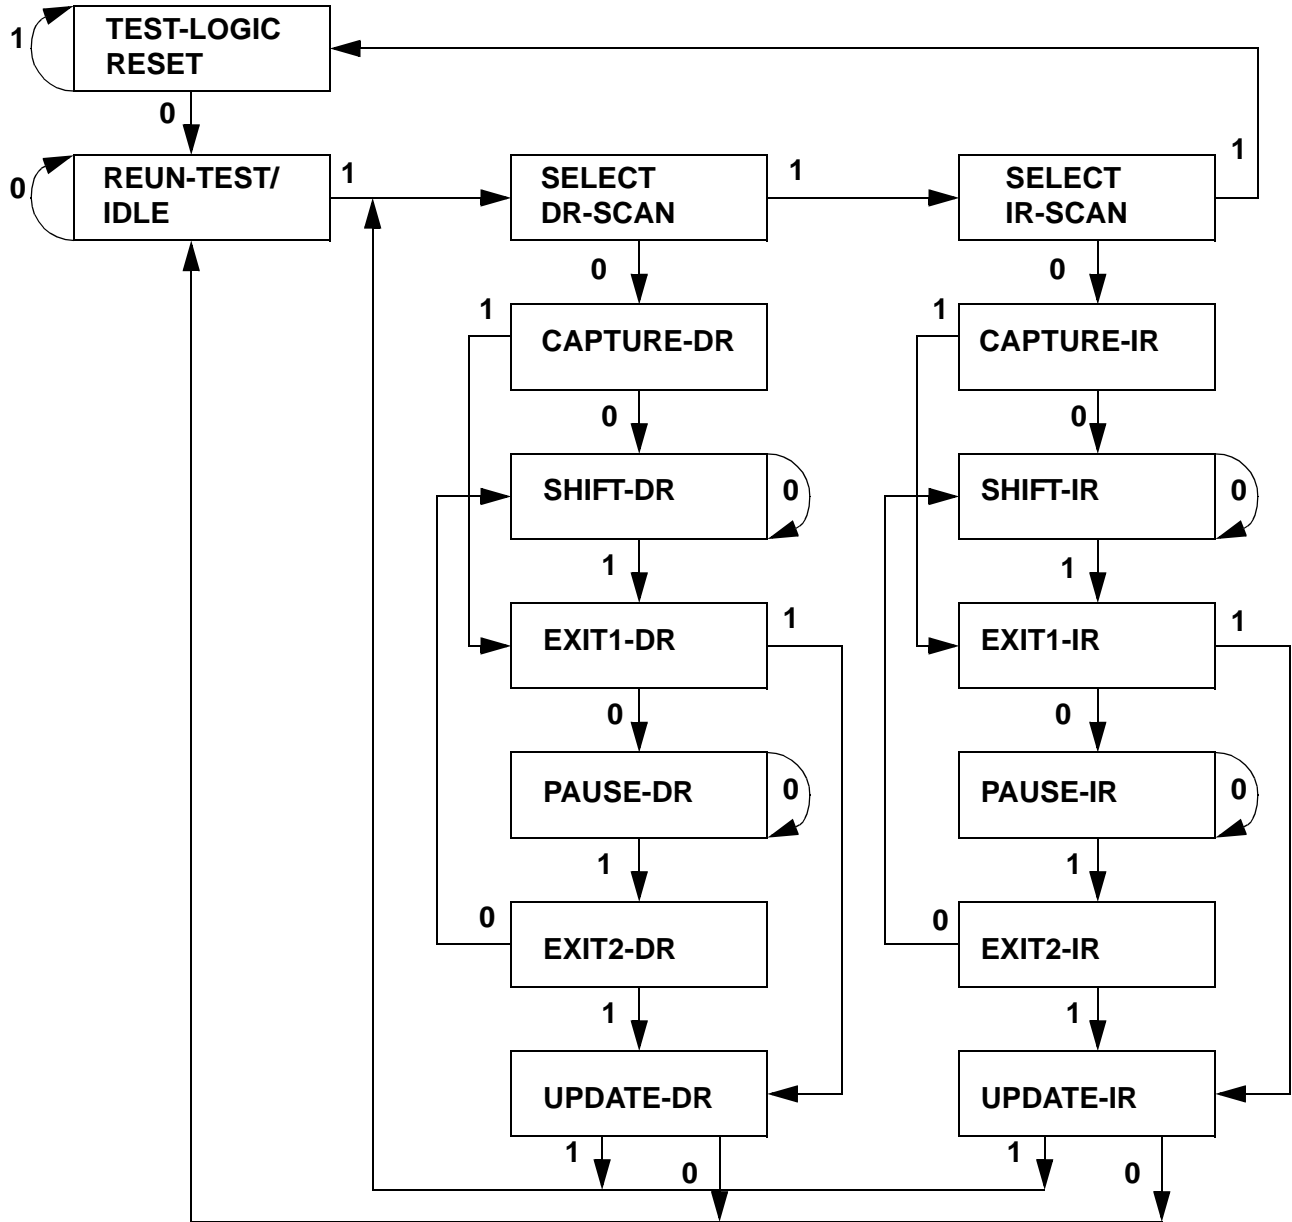 1
TEST-LOGIC
RESET
0
0
REUN-TEST/
IDLE
1
SELECT
DR-SCAN
1
SELECT
IR-SCAN
1
0
0
1
CAPTURE-DR
1
CAPTURE-IR
0
0
SHIFT-DR
0
SHIFT-IR
0
1
1
EXIT1-DR
1
EXIT1-IR
1
0
0
PAUSE-DR
0
PAUSE-IR
0
1
1
0
EXIT2-DR
0
EXIT2-IR
1
1
UPDATE-DR
UPDATE-IR
1
0
1
0